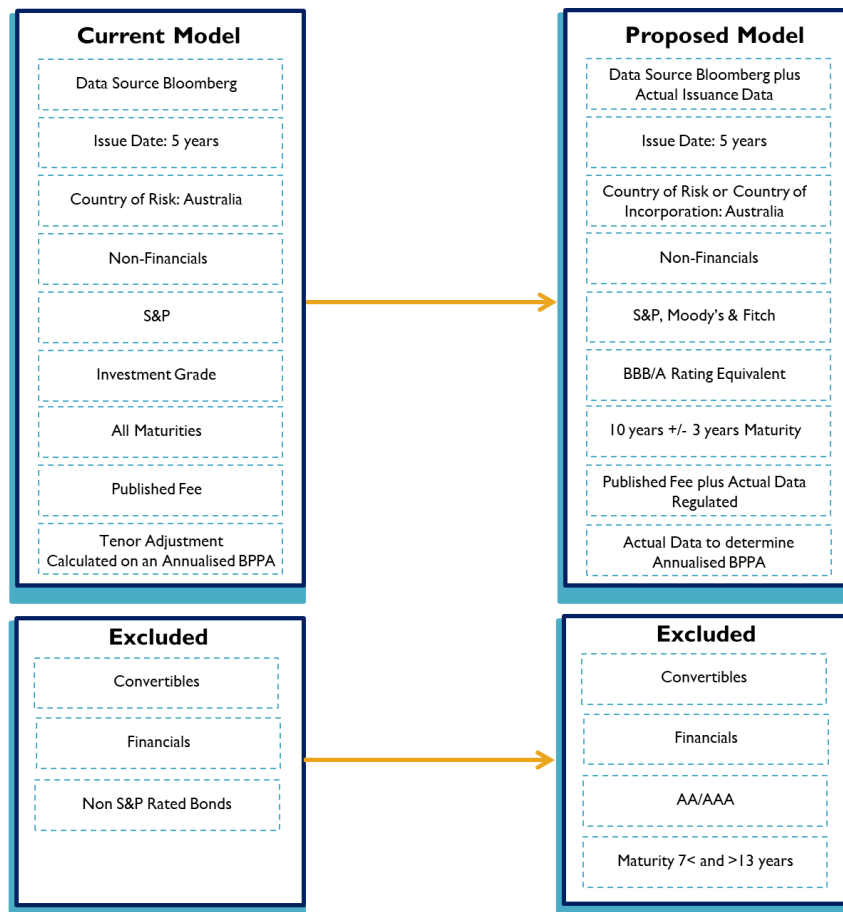 Current Model
Data Source Bloomberg
Issue Date: 5 years
Country of Risk: Australia
Non-Financials
S&P
Investment Grade
All Maturities
Published Fee
Tenor Adjustment
Calculated on an Annualised BPPA
Proposed Model
Data Source Bloomberg plus
Actual Issuance Data
Issue Date: 5 years
Country of Risk or Country of
Incorporation: Australia
Non-Financials
S&P, Moody's & Fitch
BBB/A Rating Equivalent
10 years +/- 3 years Maturity
Published Fee plus Actual Data
Regulated
Actual Data to determine
Annualised BPPA
Excluded
Convertibles
Financials
Non S&P Rated Bonds
Excluded
Convertibles
Financials
AA/AAA
Maturity 7< and >13 years